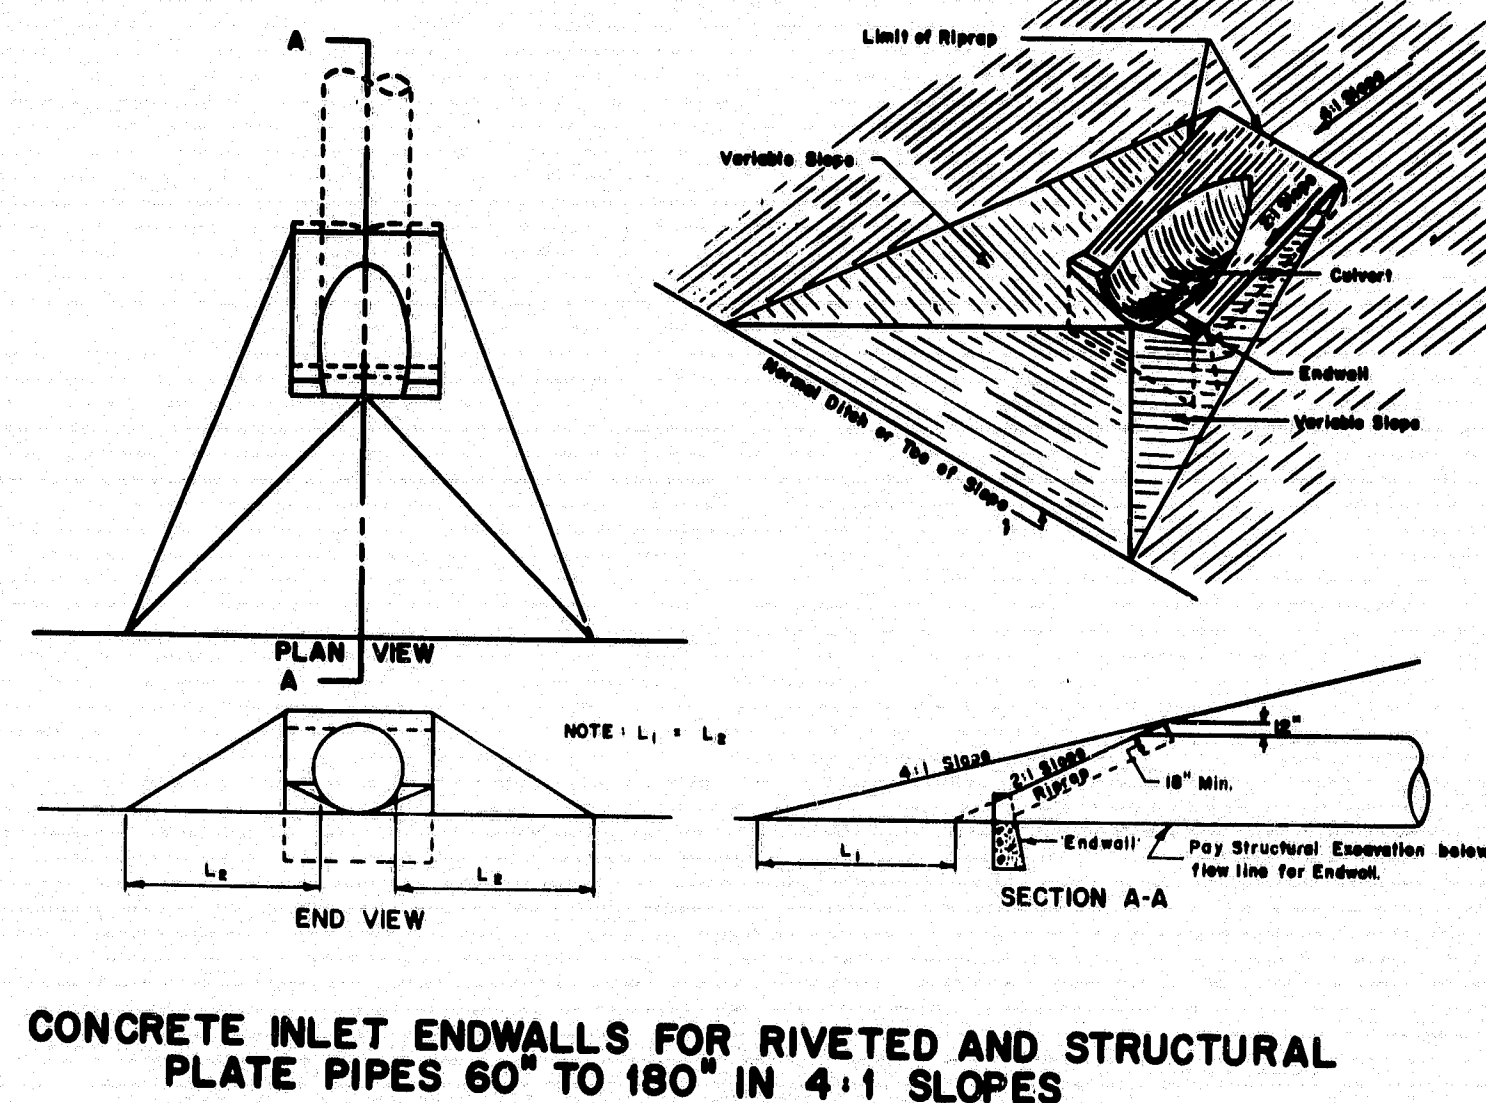 A
Limit of Riprap
4:1 Slope
Variable Slope
2:1 Slope
Culvert
Endwall
Variable Slope
Normal Ditch or Toe of Slope
1
PLAN VIEW
A
NOTE: L1 = L2
12"
4:1 Slope
2:1 Slope
Riprap
18" Min.
L2
L2
END VIEW
L1
Endwall
Pay Structural Excavation below
flow line for Endwall.
SECTION A-A
CONCRETE INLET ENDWALLS FOR RIVETED AND STRUCTURAL
PLATE PIPES 60" TO 180" IN 4:1 SLOPES